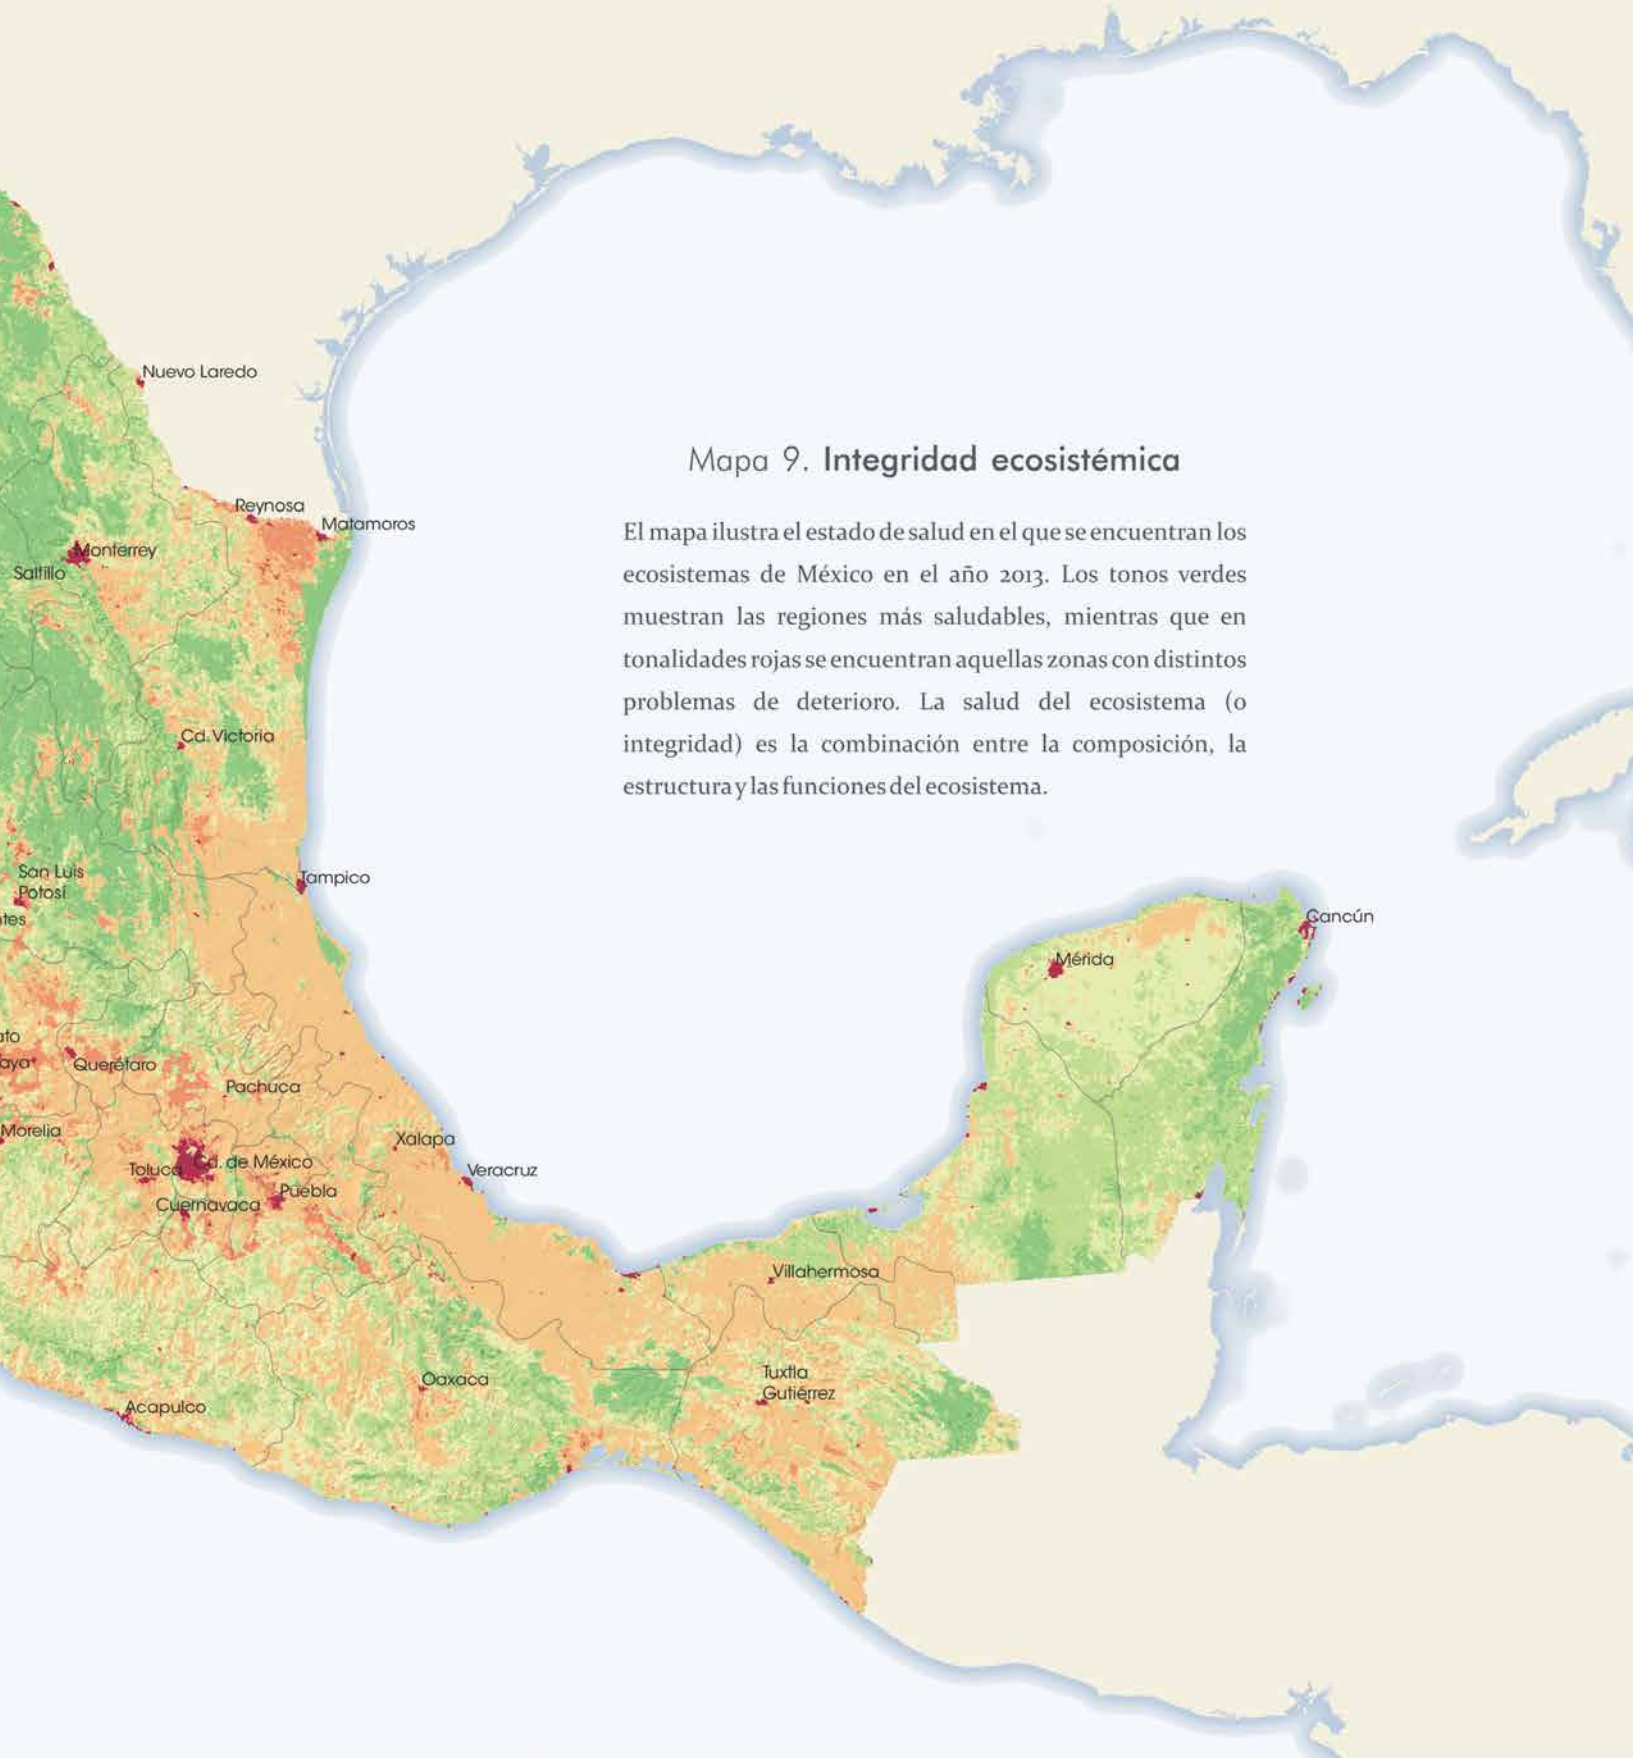 Nuevo Laredo
Mapa 9. Integridad ecosistémica
Reynosa
Matamoros
El mapa ilustra el estado de salud en el que se encuentran los
Monterrey
Saltillo
ecosistemas de México en el año 2013. Los tonos verdes
muestran las regiones más saludables, mientras que en
tonalidades rojas se encuentran aquellas zonas con distintos
problemas de deterioro. La salud del ecosistema (o
integridad) es la combinación entre la composición, la
estructura y las funciones del ecosistema.
Cd. Victoria
San Luis
Potosí
Tampico
tes
Cancún
Mérida
ato
aya
Querétaro
Pachuca
Morelia
Xalapa
Toluca
Cd. de México
Veracruz
Puebla
Cuernavaca
Villahermosa
Oaxaca
Tuxtla
Gutiérrez
Acapulco